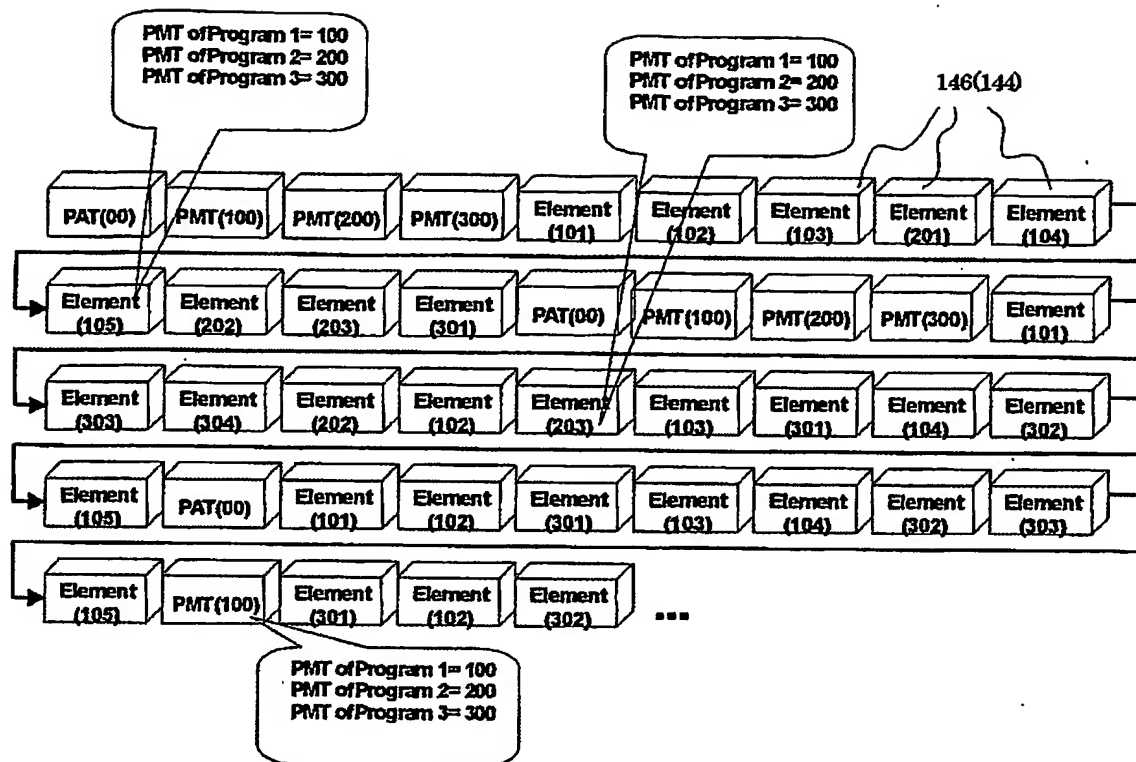 PMT of Program 1= 100
PMT of Program 2= 200
PMT of Program 3= 300
PMT of Program 1= 100
PMT of Program 2= 200
PMT of Program 3= 300
146(144)
PAT(00) PMT(100) PMT(200) PMT(300) Element (101) Element (102) Element (103) Element (201) Element (104)
Element (105) Element (202) Element (203) Element (301) PAT(00) PMT(100) PMT(200) PMT(300) Element (101)
Element (303) Element (304) Element (202) Element (102) Element (203) Element (103) Element (301) Element (104) Element (302)
Element (105) PAT(00) Element (101) Element (102) Element (301) Element (103) Element (104) Element (302) Element (303)
Element (105) PMT(100) Element (301) Element (102) Element (302) ...
PMT of Program 1= 100
PMT of Program 2= 200
PMT of Program 3= 300